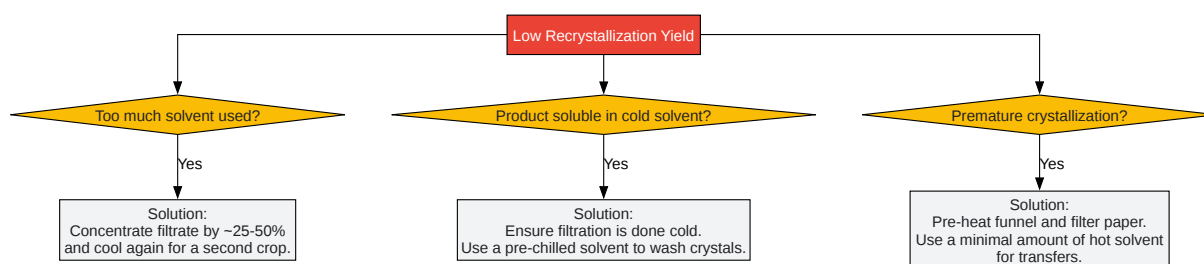 Low Recrystallization Yield
Too much solvent used?
Product soluble in cold solvent?
Premature crystallization?
Yes
Yes
Yes
Solution:
Concentrate filtrate by ~25-50%
and cool again for a second crop.
Solution:
Ensure filtration is done cold.
Use a pre-chilled solvent to wash crystals.
Solution:
Pre-heat funnel and filter paper.
Use a minimal amount of hot solvent
for transfers.